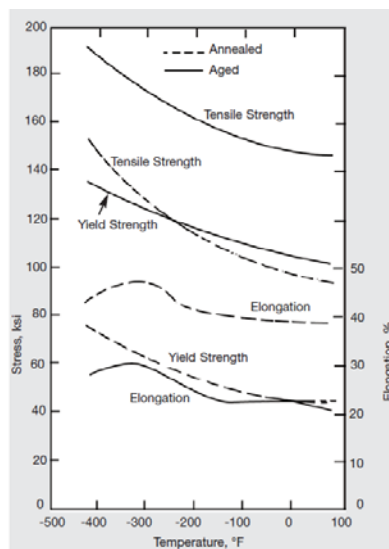 200
180
160
140
120
100
80
60
40
20
0
Stress, ksi
Annealed
Aged
Tensile Strength
Tensile Strength
Yield Strength
Elongation
Yield Strength
Elongation
50
40
30
20
10
0
Elongation, %
-500 -400 -300 -200 -100 0 100
Temperature, °F